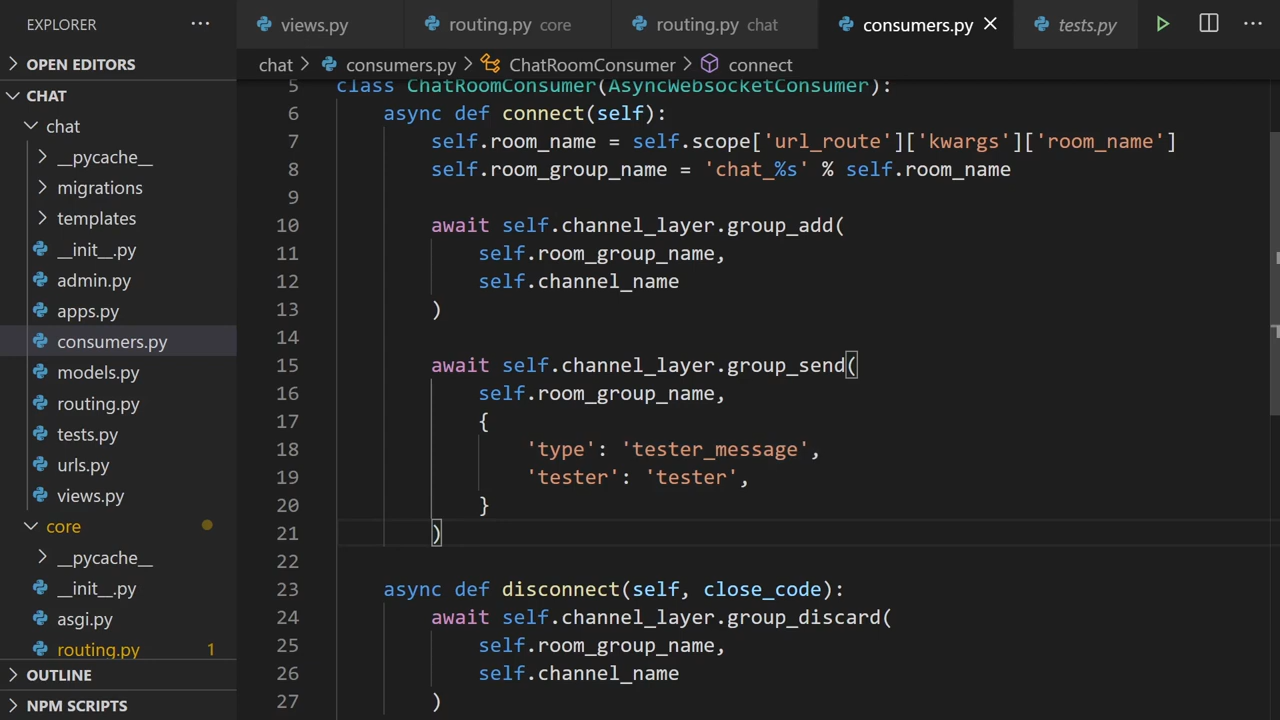 EXPLORER ...
OPEN EDITORS
CHAT
chat
__pycache__
migrations
templates
__init__.py
admin.py
apps.py
consumers.py
models.py
routing.py
tests.py
urls.py
views.py
core
__pycache__
__init__.py
asgi.py
routing.py 1
OUTLINE
NPM SCRIPTS
views.py routing.py core routing.py chat consumers.py tests.py ...
chat > consumers.py > ChatRoomConsumer > connect
5 class ChatRoomConsumer(AsyncWebsocketConsumer):
6 async def connect(self):
7 self.room_name = self.scope['url_route']['kwargs']['room_name']
8 self.room_group_name = 'chat_%s' % self.room_name
9
10 await self.channel_layer.group_add(
11 self.room_group_name,
12 self.channel_name
13 )
14
15 await self.channel_layer.group_send(
16 self.room_group_name,
17 {
18 'type': 'tester_message',
19 'tester': 'tester',
20 }
21 )
22
23 async def disconnect(self, close_code):
24 await self.channel_layer.group_discard(
25 self.room_group_name,
26 self.channel_name
27 )